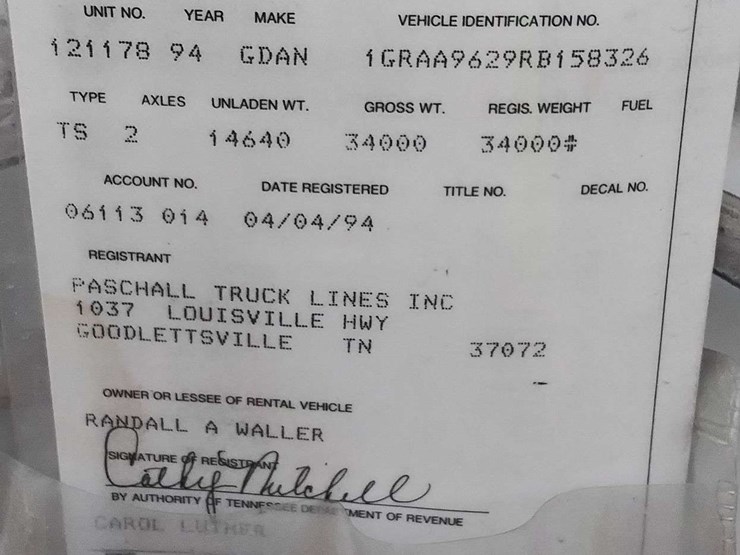 UNIT NO. YEAR MAKE VEHICLE IDENTIFICATION NO.
121178 94 GDAN 1GRAA9629RB158326
TYPE AXLES UNLADEN WT. GROSS WT. REGIS. WEIGHT FUEL
TS 2 14640 34000 34000#
ACCOUNT NO. DATE REGISTERED TITLE NO. DECAL NO.
06113 014 04/04/94
REGISTRANT
PASCHALL TRUCK LINES INC
1037 LOUISVILLE HWY
GOODLETTSVILLE TN 37072
OWNER OR LESSEE OF RENTAL VEHICLE
RANDALL A WALLER
SIGNATURE OF REGISTRANT
Cathy Mitchell
BY AUTHORITY OF TENNESSEE DEPARTMENT OF REVENUE
CAROL LUTHER